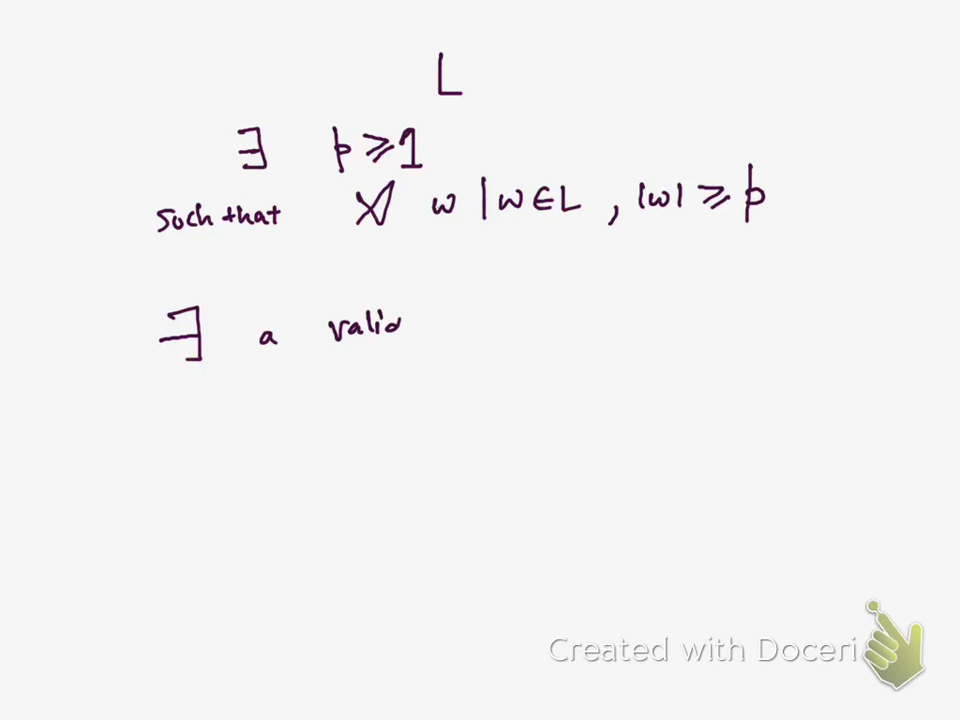 L
∃ p ≥ 1
such that ∀ w | w ∈ L , |w| ≥ p
∃ a valid
Created with Doceri